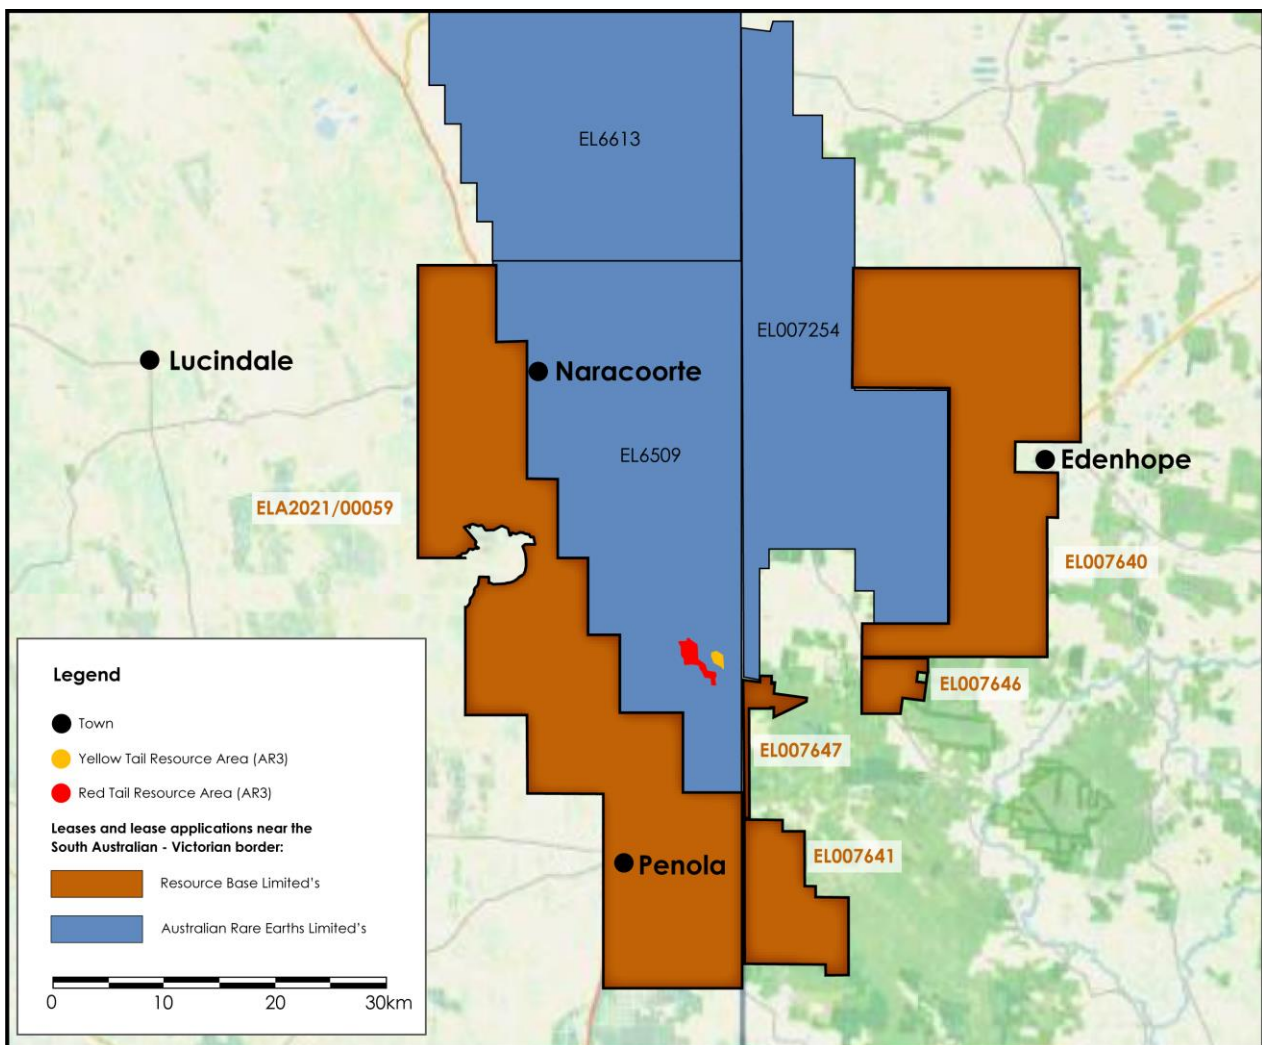 EL6613
EL007254
Lucindale
Naracoorte
EL6509
Edenhope
ELA2021/00059
EL007640
EL007646
EL007647
EL007641
Penola
Legend
Town
Yellow Tail Resource Area (AR3)
Red Tail Resource Area (AR3)
Leases and lease applications near the
South Australian - Victorian border:
Resource Base Limited's
Australian Rare Earths Limited's
0 10 20 30km